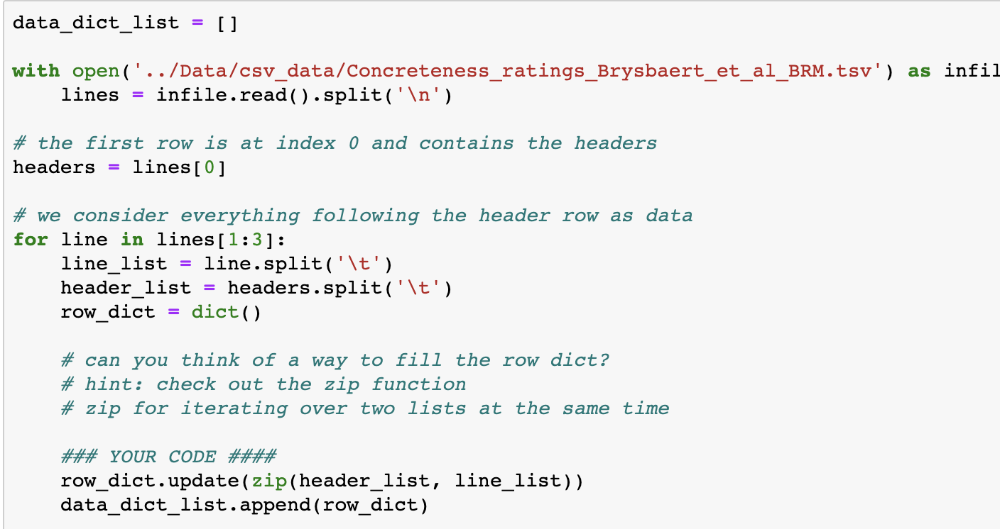 data_dict_list = []
with open('../Data/csv_data/Concreteness_ratings_Brysbaert_et_al_BRM.tsv') as infil
lines = infile.read().split('\n')
# the first row is at index 0 and contains the headers
headers = lines[0]
# we consider everything following the header row as data
for line in lines[1:3]:
line_list = line.split('\t')
header_list = headers.split('\t')
row_dict = dict()
# can you think of a way to fill the row dict?
# hint: check out the zip function
# zip for iterating over two lists at the same time
### YOUR CODE ####
row_dict.update(zip(header_list, line_list))
data_dict_list.append(row_dict)